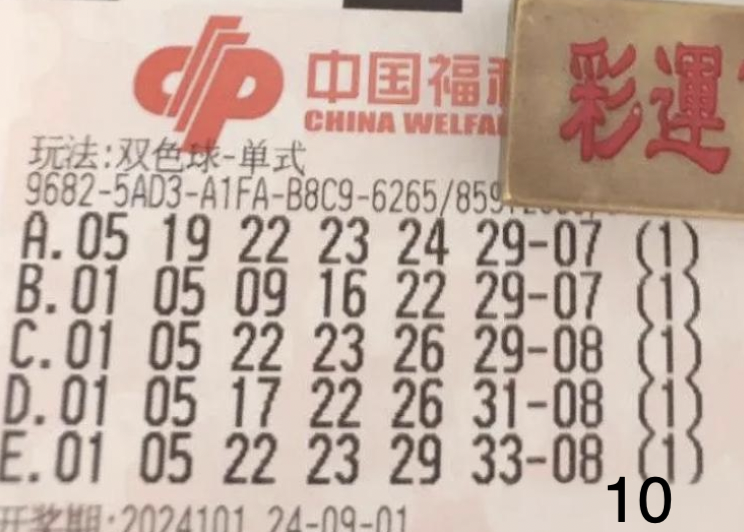 中国福
CHINA WELFA
彩運
玩法:双色球-单式
9682-5AD3-A1FA-B8C9-6265/859
A.05 19 22 23 24 29-07 (1)
B.01 05 09 16 22 29-07 (1)
C.01 05 22 23 26 29-08 (1)
D.01 05 17 22 26 31-08 (1)
E.01 05 22 23 29 33-08 (1)
开奖期:2024101 24-09-01
10